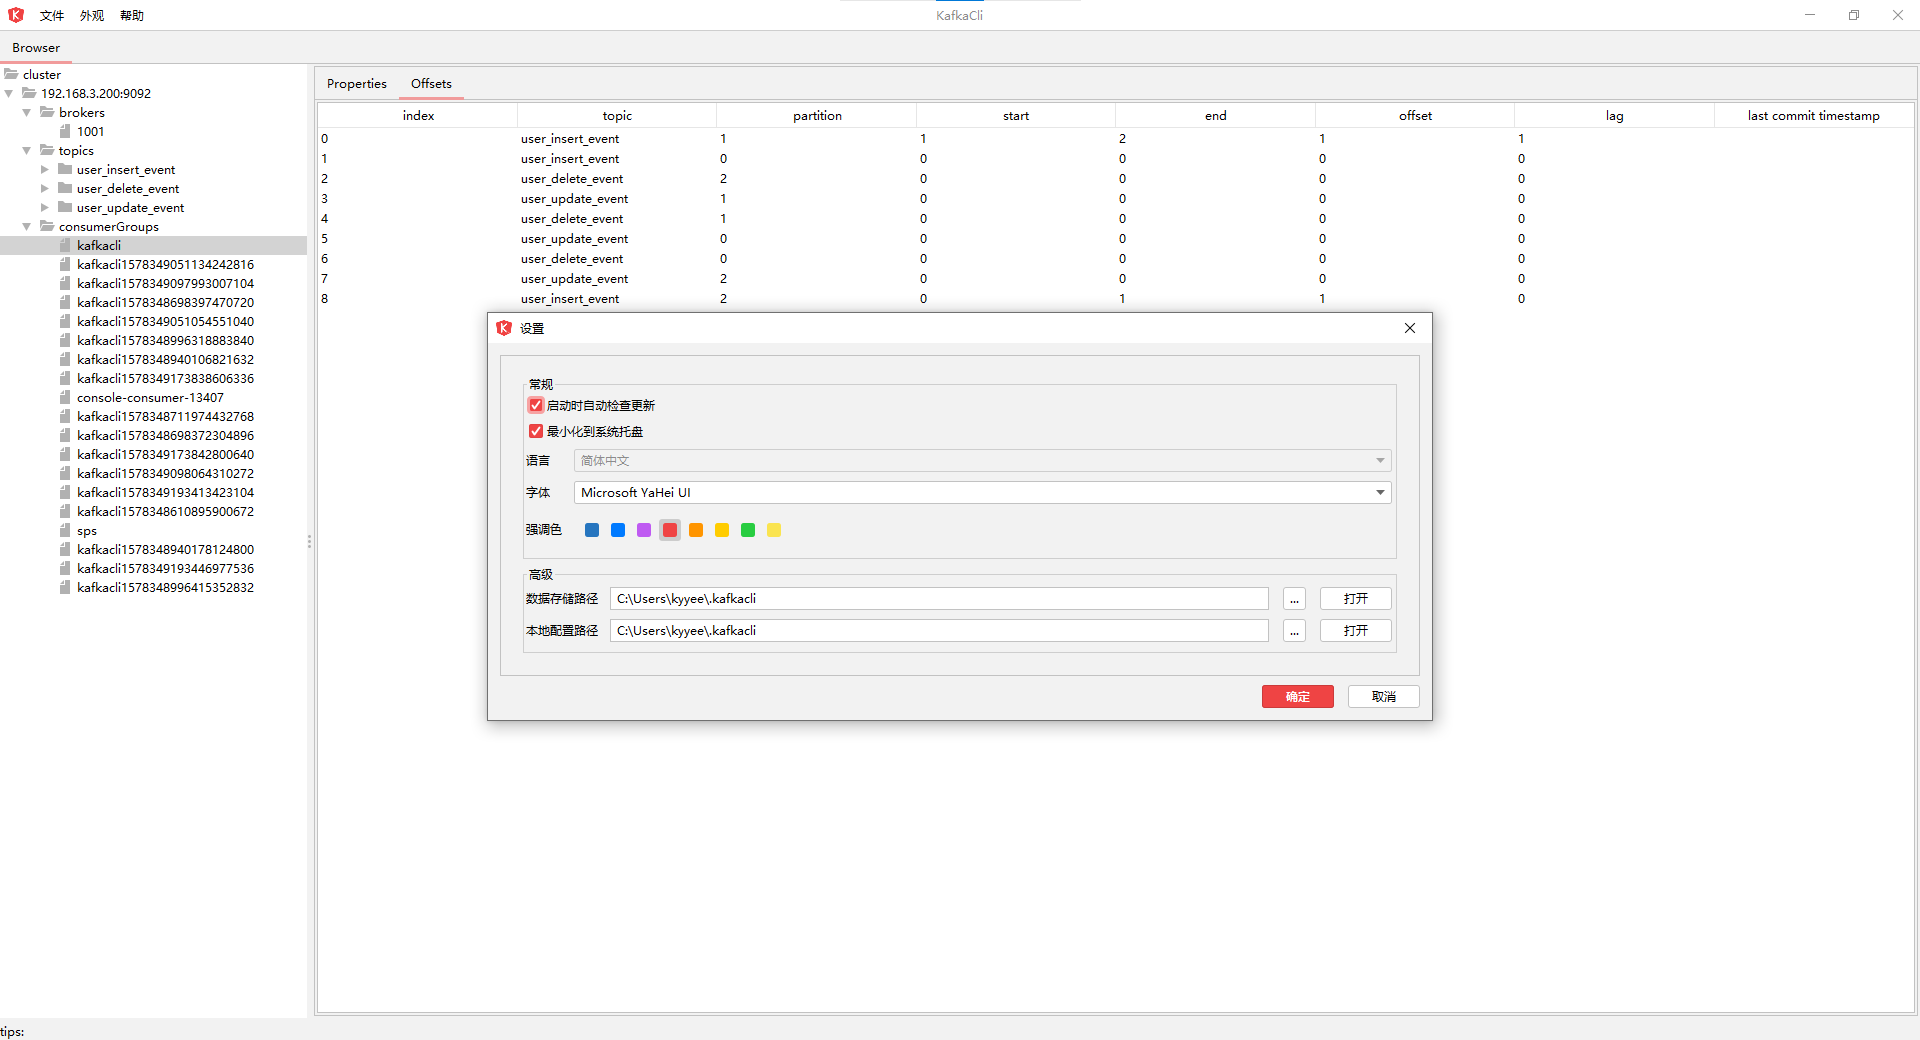 文件 外观 帮助 KafkaCli
Browser
cluster
192.168.3.200:9092
brokers
1001
topics
user_insert_event
user_delete_event
user_update_event
consumerGroups
kafkacli
kafkacli1578349051134242816
kafkacli1578349097993007104
kafkacli1578348698397470720
kafkacli1578349051054551040
kafkacli1578348996318883840
kafkacli1578348940106821632
kafkacli1578349173838606336
console-consumer-13407
kafkacli1578348711974432768
kafkacli1578348698372304896
kafkacli1578349173842800640
kafkacli1578349098064310272
kafkacli1578349193413423104
kafkacli1578348610895900672
sps
kafkacli1578348940178124800
kafkacli1578349193446977536
kafkacli1578348996415352832
Properties Offsets
index topic partition start end offset lag last commit timestamp
0 user_insert_event 1 1 2 1 1
1 user_insert_event 0 0 0 0 0
2 user_delete_event 2 0 0 0 0
3 user_update_event 1 0 0 0 0
4 user_delete_event 1 0 0 0 0
5 user_update_event 0 0 0 0 0
6 user_delete_event 0 0 0 0 0
7 user_update_event 2 0 0 0 0
8 user_insert_event 2 0 1 1 0
设置
常规
启动时自动检查更新
最小化到系统托盘
语言 简体中文
字体 Microsoft YaHei UI
强调色
高级
数据存储路径 C:\Users\kyyee\.kafkacli ... 打开
本地配置路径 C:\Users\kyyee\.kafkacli ... 打开
确定 取消
tips: